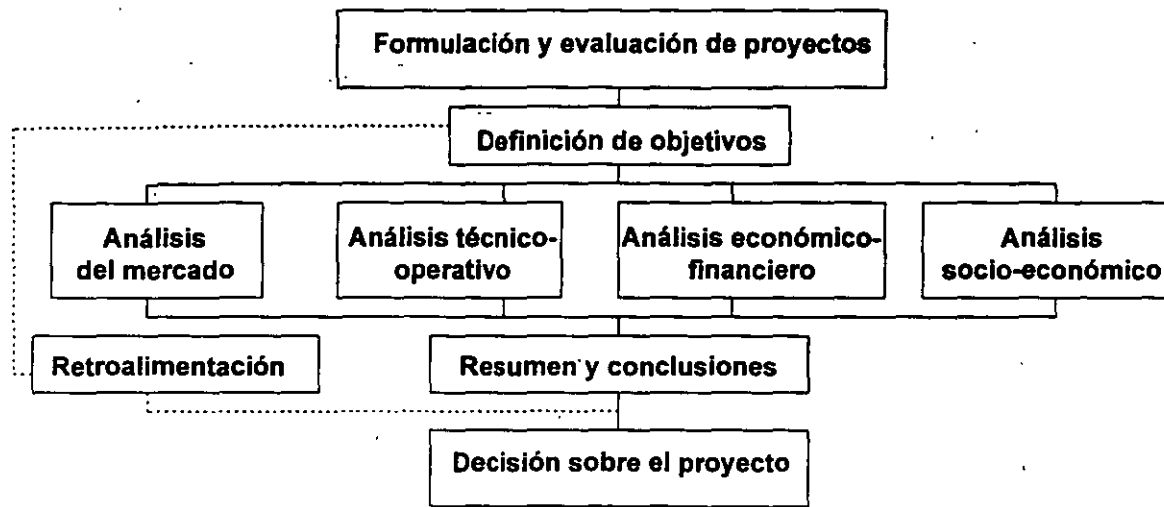 Formulación y evaluación de proyectos
Definición de objetivos
Análisis
del mercado
Análisis técnico-
operativo
Análisis económico-
financiero
Análisis
socio-económico
Retroalimentación
Resumen y conclusiones
Decisión sobre el proyecto